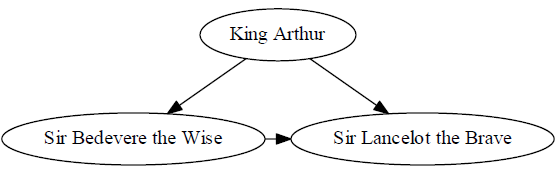 King Arthur
Sir Bedevere the Wise
Sir Lancelot the Brave